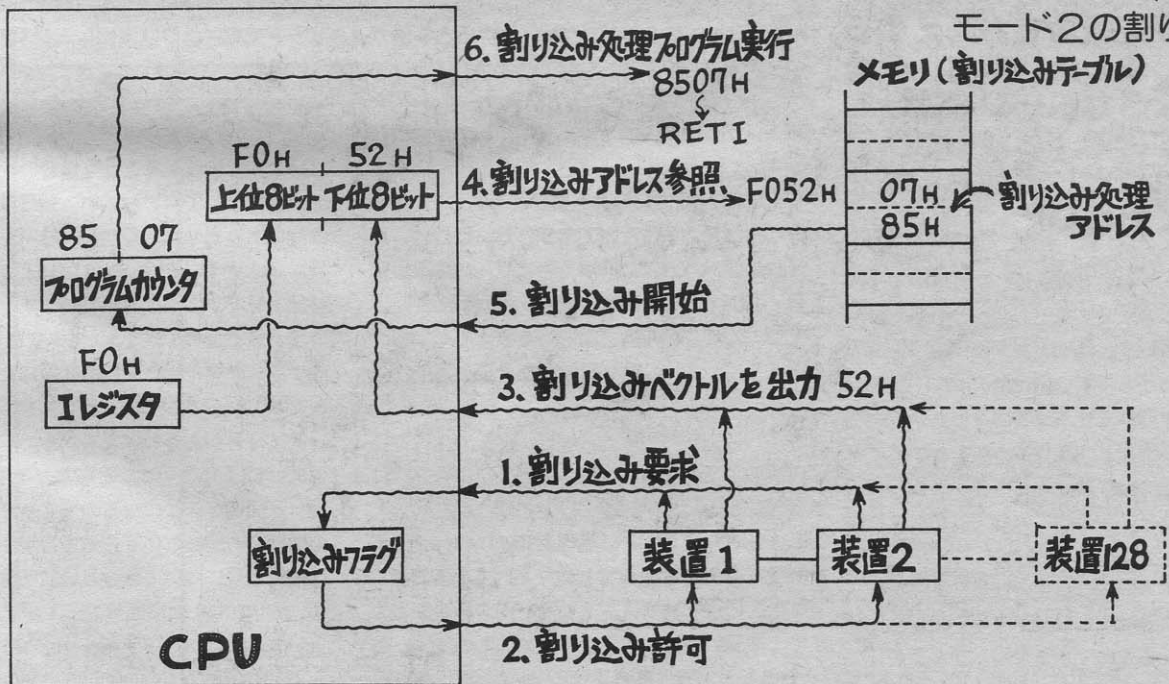 モード2の割り
6. 割り込み処理プログラム実行
8507H
RETI
メモリ(割り込みテーブル)
F0H 52H
上位8ビット 下位8ビット
4. 割り込みアドレス参照
F052H
07H
85H
割り込み処理
アドレス
85 07
プログラムカウンタ
5. 割り込み開始
F0H
Iレジスタ
3. 割り込みベクトルを出力 52H
1. 割り込み要求
割り込みフラグ
装置1
装置2
装置128
2. 割り込み許可
CPU